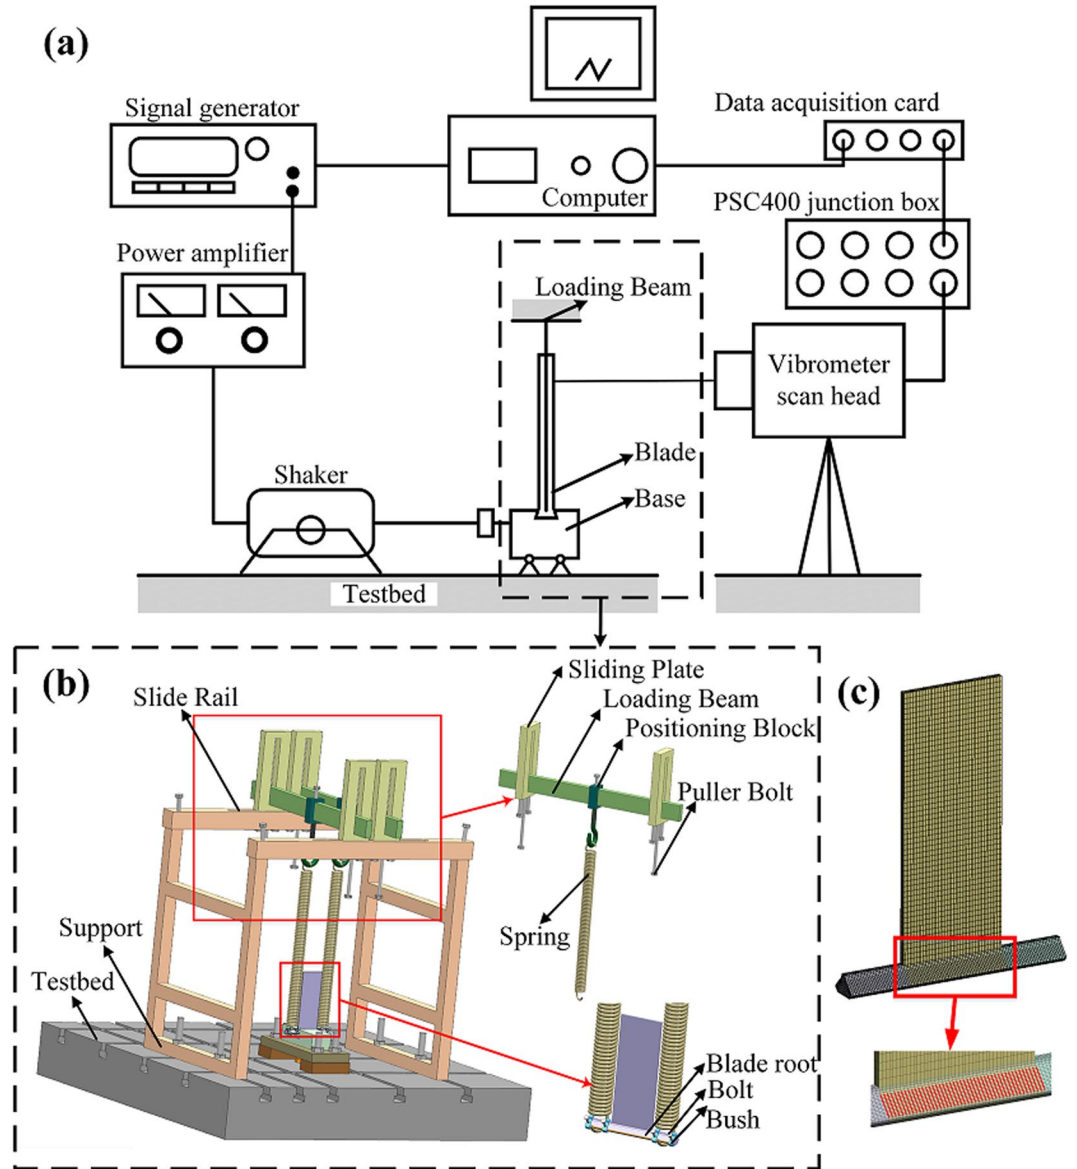 (a)
Signal generator
Data acquisition card
Computer
PSC400 junction box
Power amplifier
Loading Beam
Vibrometer
scan head
Blade
Shaker
Base
Testbed
(b)
Sliding Plate
Slide Rail
Loading Beam
Positioning Block
Puller Bolt
Spring
Support
Testbed
Blade root
Bolt
Bush
(c)